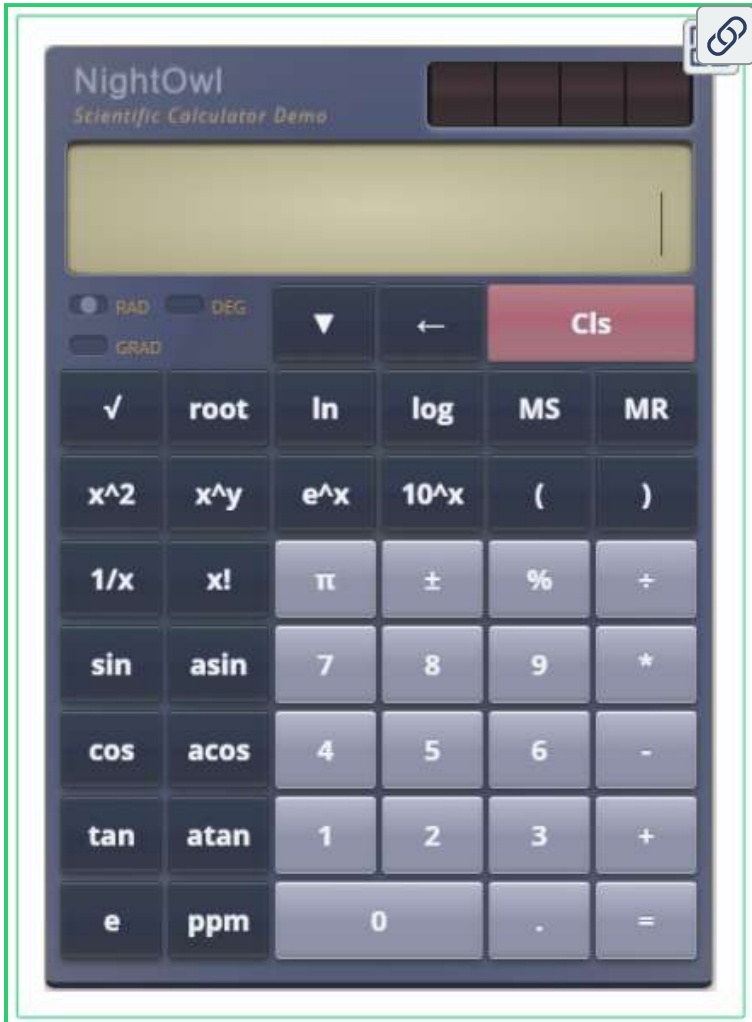 NightOwl
Scientific Calculator Demo
RAD DEG
GRAD
▼ ← Cls
√ root ln log MS MR
x^2 x^y e^x 10^x ( )
1/x x! π ± % ÷
sin asin 7 8 9 *
cos acos 4 5 6 -
tan atan 1 2 3 +
e ppm 0 . =